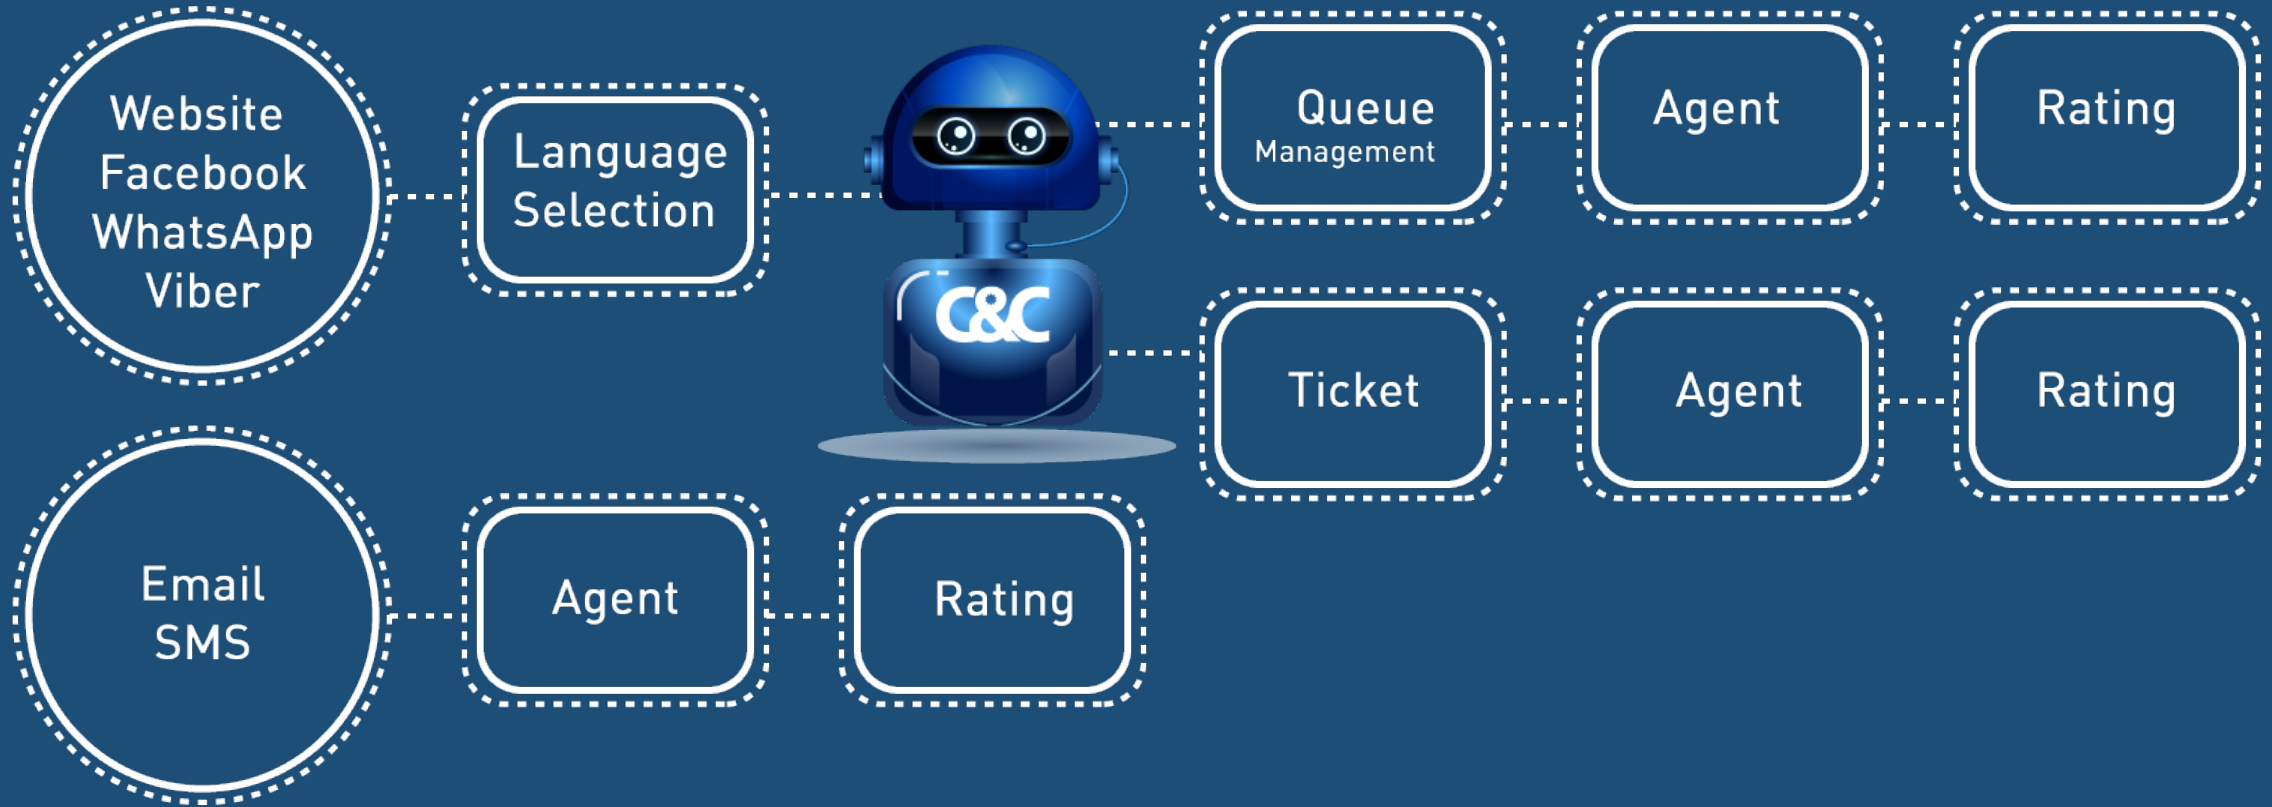 Website
Facebook
WhatsApp
Viber
Language
Selection
C&C
Queue
Management
Agent
Rating
Ticket
Agent
Rating
Email
SMS
Agent
Rating